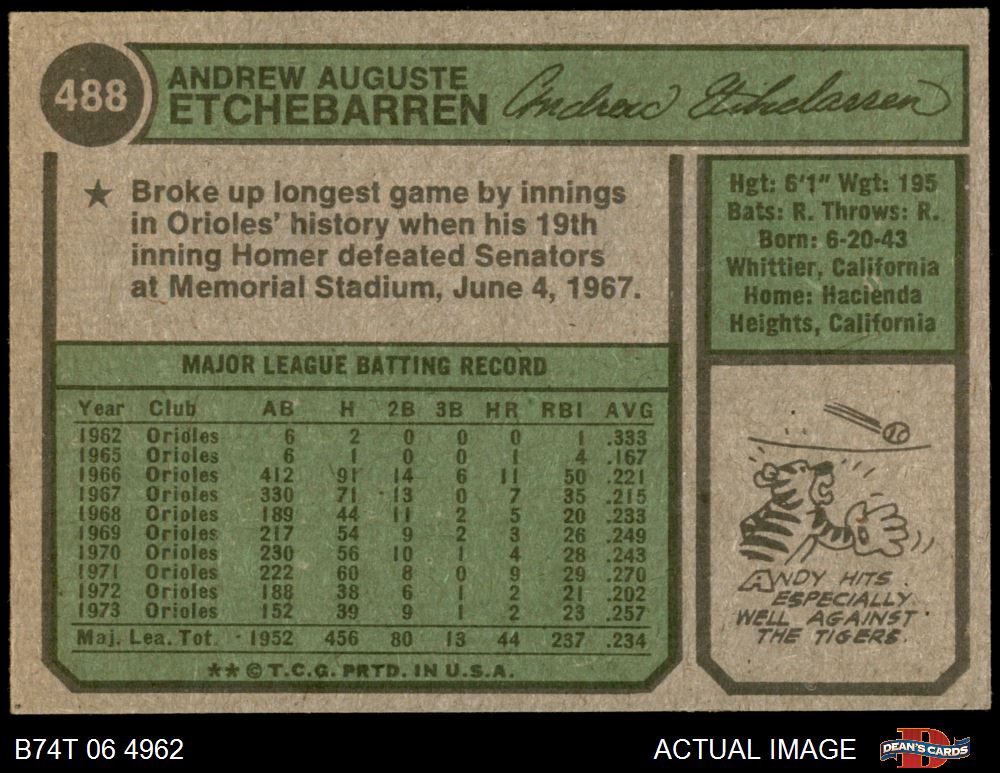 488
ANDREW AUGUSTE
ETCHEBARREN
Andrew Etchebarren
★ Broke up longest game by innings
in Orioles' history when his 19th
inning Homer defeated Senators
at Memorial Stadium, June 4, 1967.
Hgt: 6'1" Wgt: 195
Bats: R. Throws: R.
Born: 6-20-43
Whittier, California
Home: Hacienda
Heights, California
MAJOR LEAGUE BATTING RECORD
Year Club AB H 2B 3B HR RBI AVG
1962 Orioles 6 2 0 0 0 1 .333
1965 Orioles 6 1 0 0 1 4 .167
1966 Orioles 412 91 14 6 11 50 .221
1967 Orioles 330 71 13 0 7 35 .215
1968 Orioles 189 44 11 2 5 20 .233
1969 Orioles 217 54 9 2 3 26 .249
1970 Orioles 230 56 10 1 4 28 .243
1971 Orioles 222 60 8 0 9 29 .270
1972 Orioles 188 38 6 1 2 21 .202
1973 Orioles 152 39 9 1 2 23 .257
Maj. Lea. Tot. 1952 456 80 13 44 237 .234
** © T.C.G. PRTD. IN U.S.A.
ANDY HITS
ESPECIALLY
WELL AGAINST
THE TIGERS.
B74T 06 4962
ACTUAL IMAGE
DEAN'S CARDS